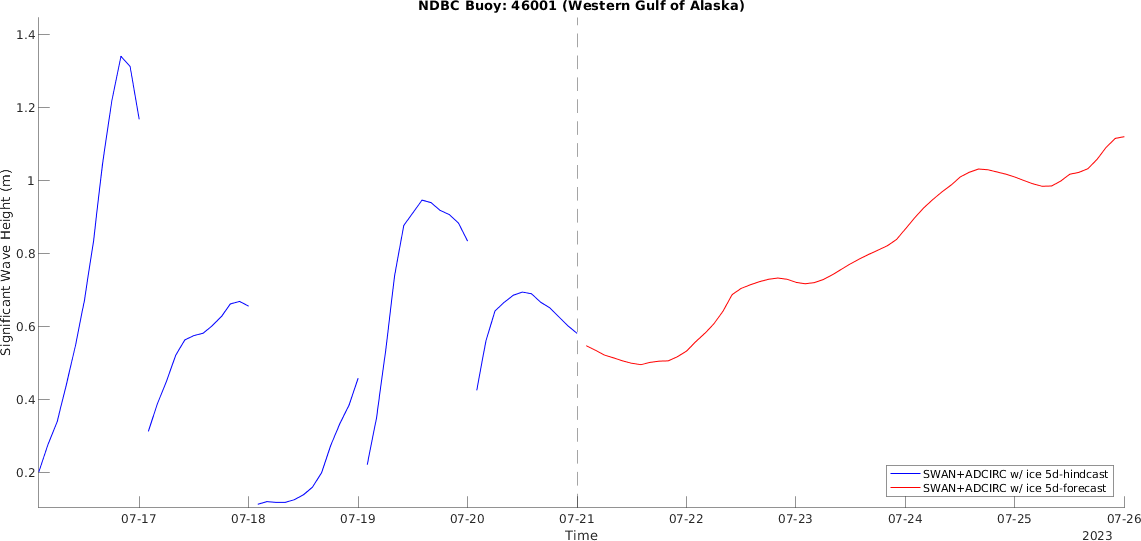 NDBC Buoy: 46001 (Western Gulf of Alaska)
Significant Wave Height (m)
1.4
1.2
1
0.8
0.6
0.4
0.2
SWAN+ADCIRC w/ ice 5d-hindcast
SWAN+ADCIRC w/ ice 5d-forecast
07-17 07-18 07-19 07-20 07-21 07-22 07-23 07-24 07-25 07-26
Time
2023